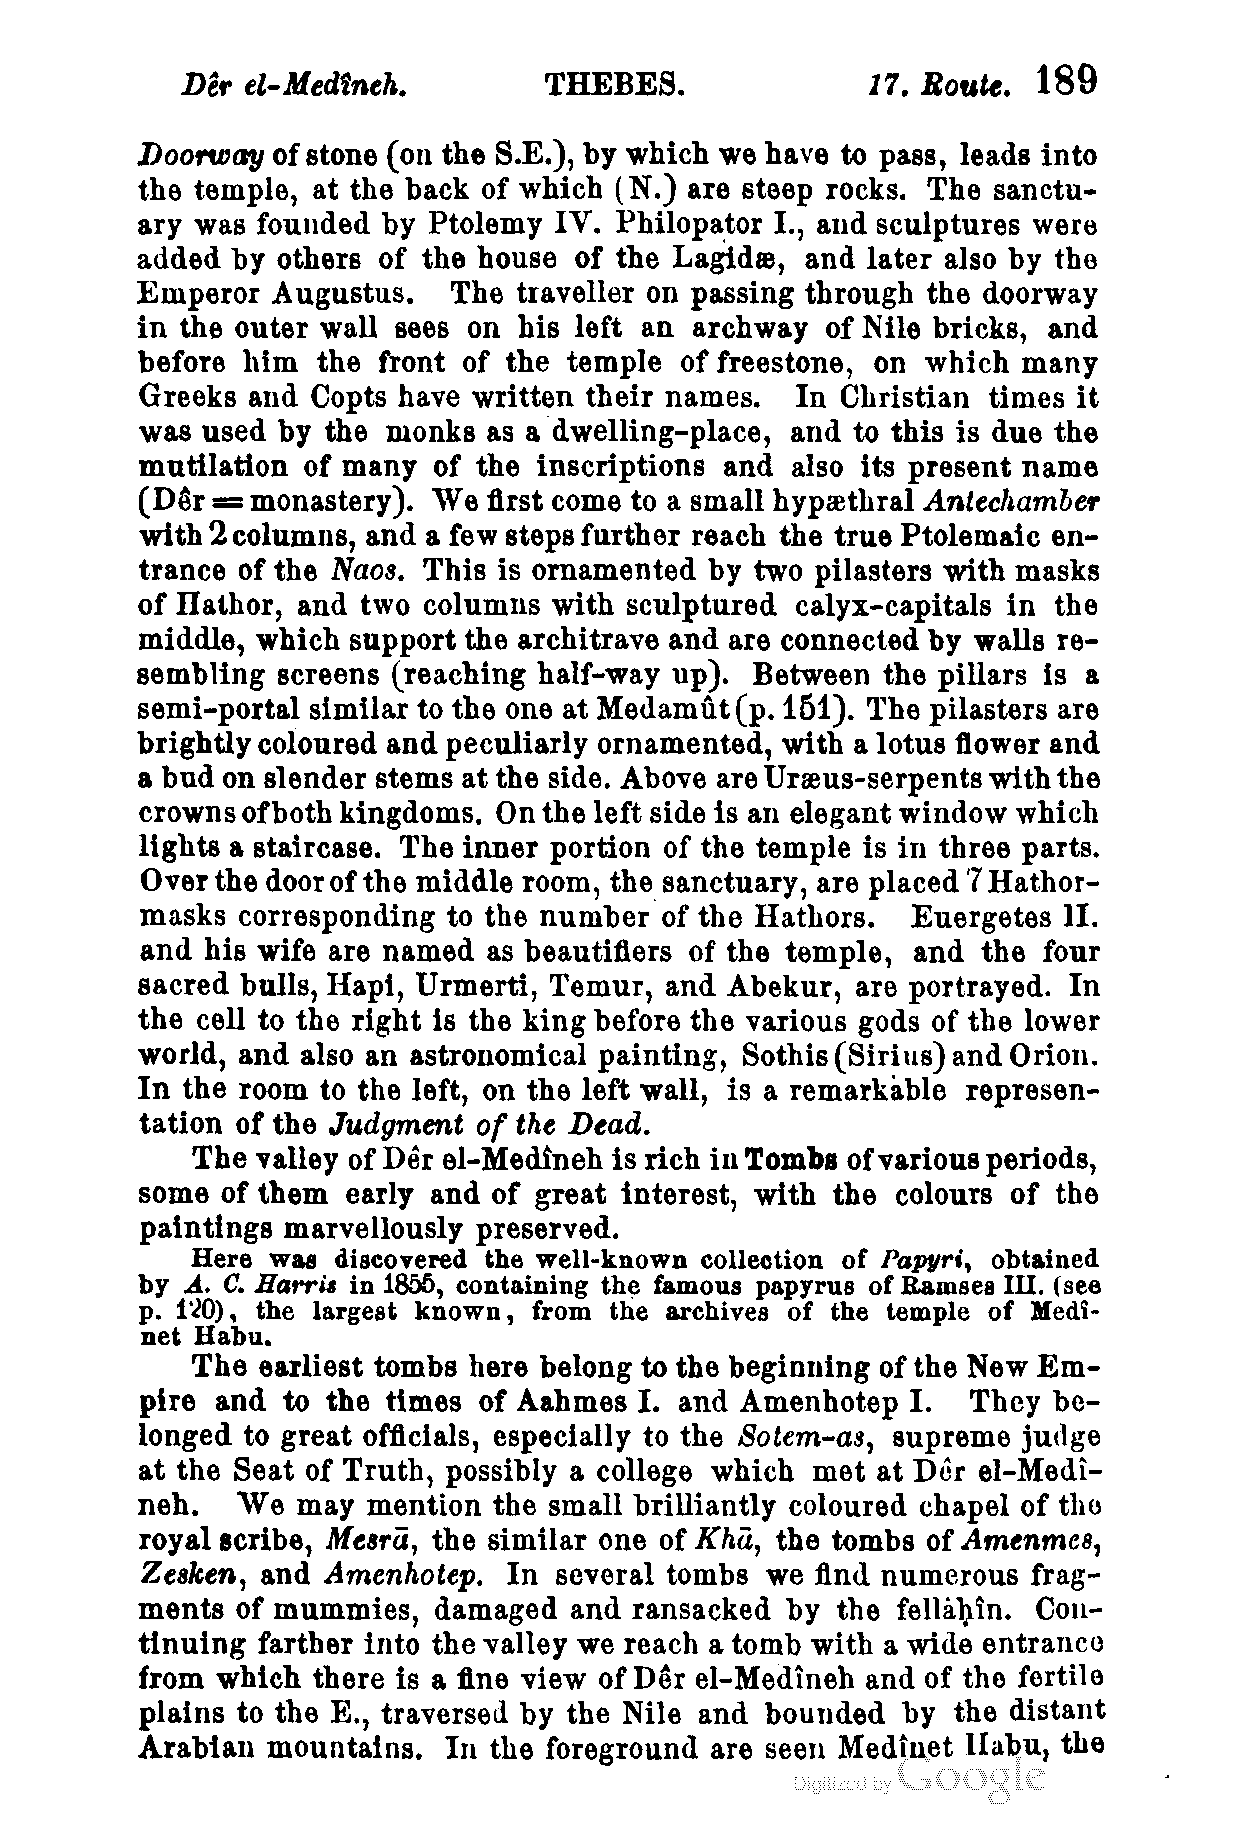 Dêr el-Medîneh. THEBES. 17. Route. 189
Doorway of stone (on the S.E.), by which we have to pass, leads into
the temple, at the back of which (N.) are steep rocks. The sanctu-
ary was founded by Ptolemy IV. Philopator I., and sculptures were
added by others of the house of the Lagidæ, and later also by the
Emperor Augustus. The traveller on passing through the doorway
in the outer wall sees on his left an archway of Nile bricks, and
before him the front of the temple of freestone, on which many
Greeks and Copts have written their names. In Christian times it
was used by the monks as a dwelling-place, and to this is due the
mutilation of many of the inscriptions and also its present name
(Dêr = monastery). We first come to a small hypæthral Antechamber
with 2 columns, and a few steps further reach the true Ptolemaic en-
trance of the Naos. This is ornamented by two pilasters with masks
of Hathor, and two columns with sculptured calyx-capitals in the
middle, which support the architrave and are connected by walls re-
sembling screens (reaching half-way up). Between the pillars is a
semi-portal similar to the one at Medamût (p. 151). The pilasters are
brightly coloured and peculiarly ornamented, with a lotus flower and
a bud on slender stems at the side. Above are Uræus-serpents with the
crowns of both kingdoms. On the left side is an elegant window which
lights a staircase. The inner portion of the temple is in three parts.
Over the door of the middle room, the sanctuary, are placed 7 Hathor-
masks corresponding to the number of the Hathors. Euergetes II.
and his wife are named as beautifiers of the temple, and the four
sacred bulls, Hapi, Urmerti, Temur, and Abekur, are portrayed. In
the cell to the right is the king before the various gods of the lower
world, and also an astronomical painting, Sothis (Sirius) and Orion.
In the room to the left, on the left wall, is a remarkable represen-
tation of the Judgment of the Dead.
The valley of Dêr el-Medîneh is rich in Tombs of various periods,
some of them early and of great interest, with the colours of the
paintings marvellously preserved.
Here was discovered the well-known collection of Papyri, obtained
by A. C. Harris in 1855, containing the famous papyrus of Ramses III. (see
p. 120), the largest known, from the archives of the temple of Medî-
net Habu.
The earliest tombs here belong to the beginning of the New Em-
pire and to the times of Aahmes I. and Amenhotep I. They be-
longed to great officials, especially to the Sotem-as, supreme judge
at the Seat of Truth, possibly a college which met at Dêr el-Medî-
neh. We may mention the small brilliantly coloured chapel of the
royal scribe, Mesrā, the similar one of Khā, the tombs of Amenmes,
Zesken, and Amenhotep. In several tombs we find numerous frag-
ments of mummies, damaged and ransacked by the fellâḥîn. Con-
tinuing farther into the valley we reach a tomb with a wide entrance
from which there is a fine view of Dêr el-Medîneh and of the fertile
plains to the E., traversed by the Nile and bounded by the distant
Arabian mountains. In the foreground are seen Medînet Habu, the
Digitized by Google